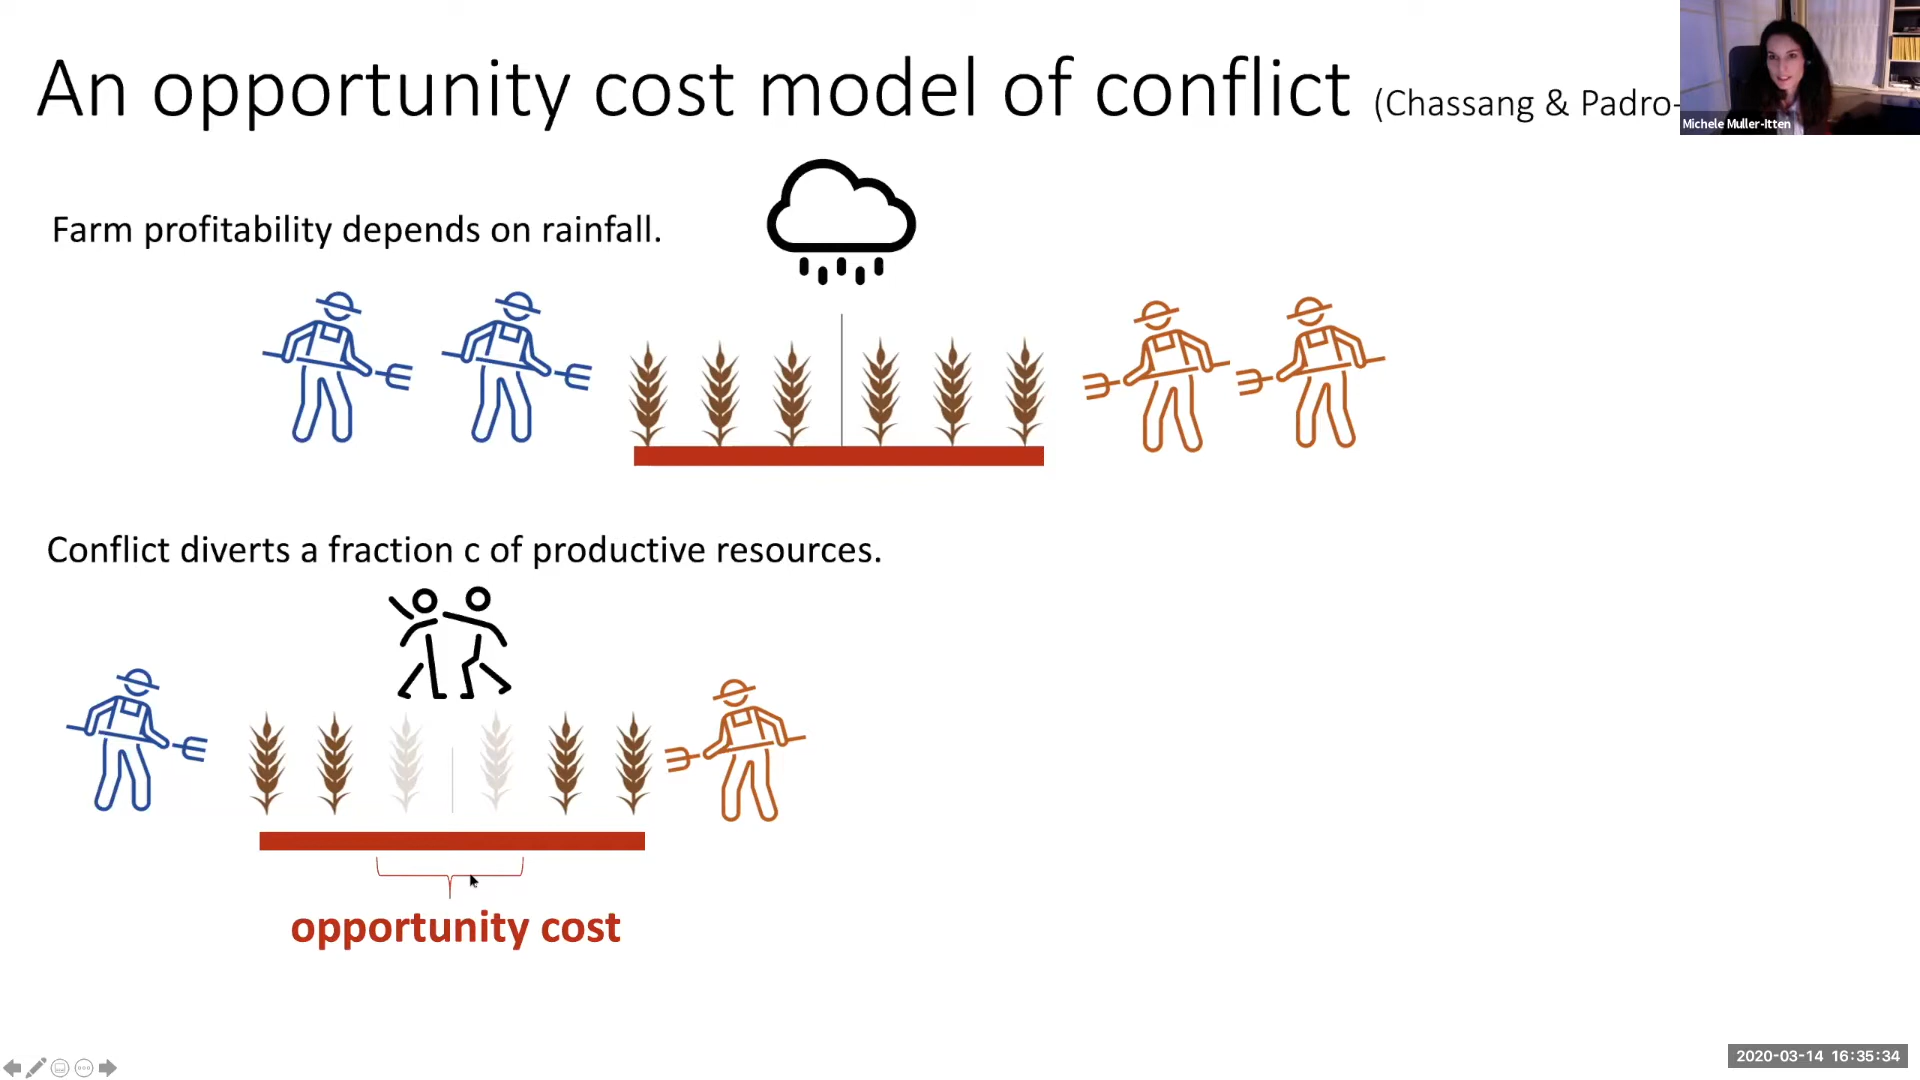 An opportunity cost model of conflict (Chassang & Padro-
Michele Muller-Itten
Farm profitability depends on rainfall.
Conflict diverts a fraction c of productive resources.
opportunity cost
2020-03-14 16:35:34